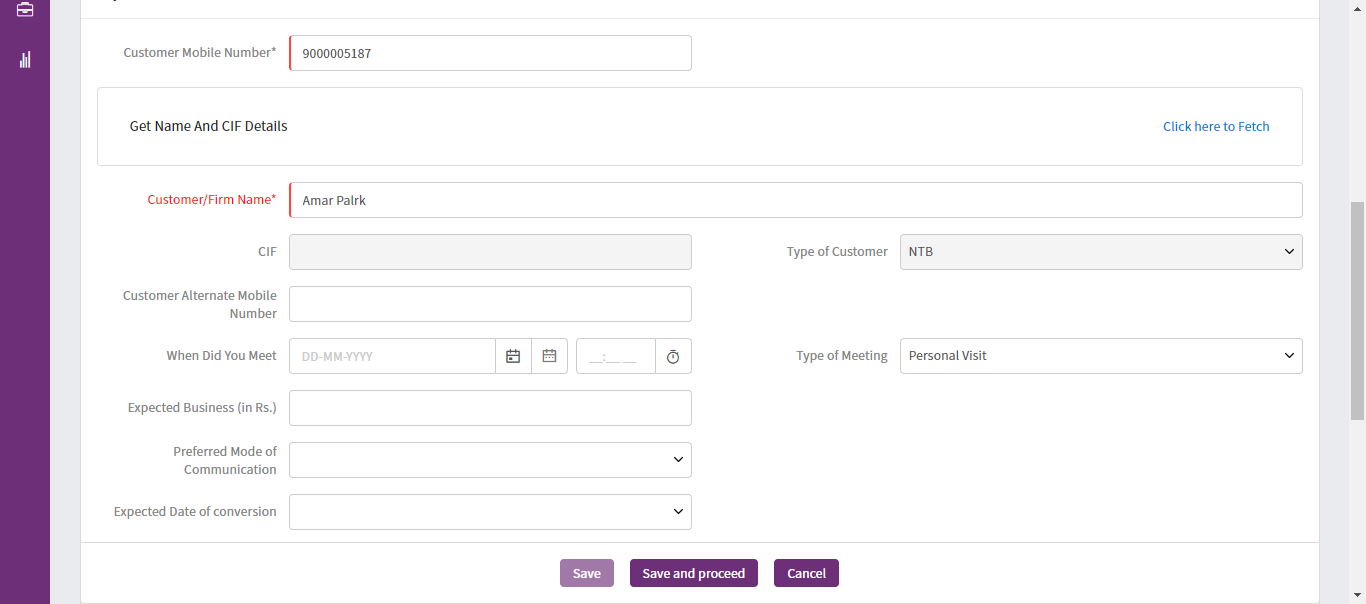 Customer Mobile Number*
9000005187
Get Name And CIF Details
Click here to Fetch
Customer/Firm Name*
Amar Palrk
CIF
Type of Customer
NTB
Customer Alternate Mobile
Number
When Did You Meet
DD-MM-YYYY
__:__ __
Type of Meeting
Personal Visit
Expected Business (in Rs.)
Preferred Mode of
Communication
Expected Date of conversion
Save
Save and proceed
Cancel